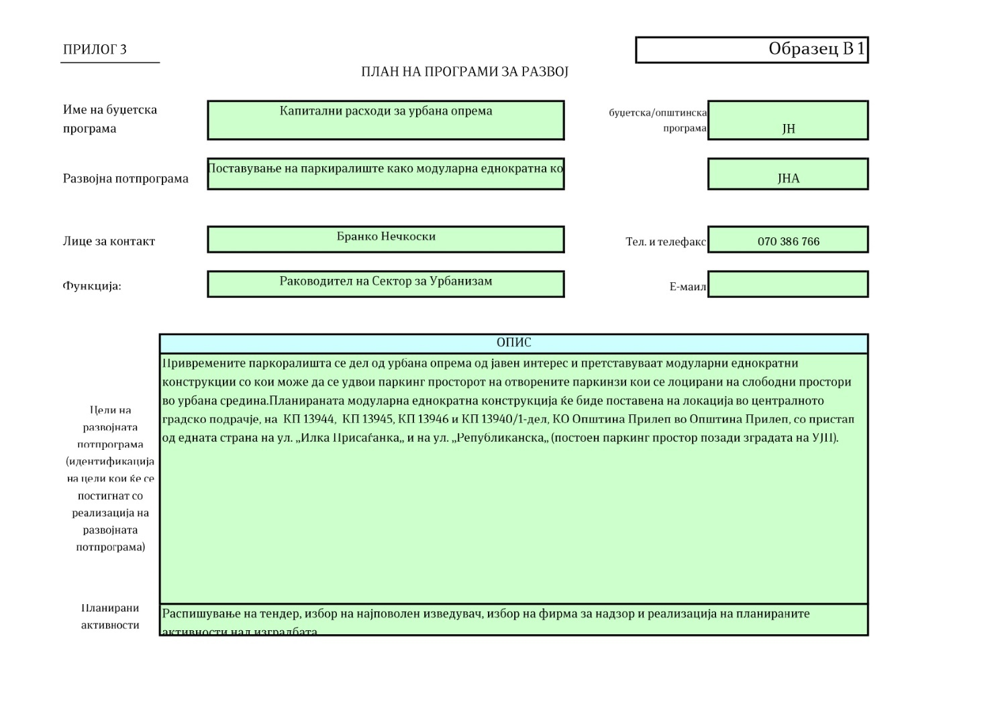 ПРИЛОГ 3
Образец В 1
ПЛАН НА ПРОГРАМИ ЗА РАЗВОЈ
Име на буџетска
програма
Капитални расходи за урбана опрема
буџетска/општинска
програма
ЈН
Развојна потпрограма
Поставување на паркиралиште како модуларна еднократна ко
ЈНА
Лице за контакт
Бранко Нечкоски
Тел. и телефакс
070 386 766
Функција:
Раководител на Сектор за Урбанизам
Е-маил
ОПИС
Цели на
развојната
потпрограма
(идентификација
на цели кои ќе се
постигнат со
реализација на
развојната
потпрограма)
Привремените паркоралишта се дел од урбана опрема од јавен интерес и претставуваат модуларни еднократни
конструкции со кои може да се удвои паркинг просторот на отворените паркинзи кои се лоцирани на слободни простори
во урбана средина.Планираната модуларна еднократна конструкција ќе биде поставена на локација во централното
градско подрачје, на КП 13944, КП 13945, КП 13946 и КП 13940/1-дел, КО Општина Прилеп во Општина Прилеп, со пристап
од едната страна на ул. „Илка Присаѓанка„ и на ул. „Републиканска„ (постоен паркинг простор позади зградата на УЈП).
Планирани
активности
Распишување на тендер, избор на најповолен изведувач, избор на фирма за надзор и реализација на планираните
активности над изградбата